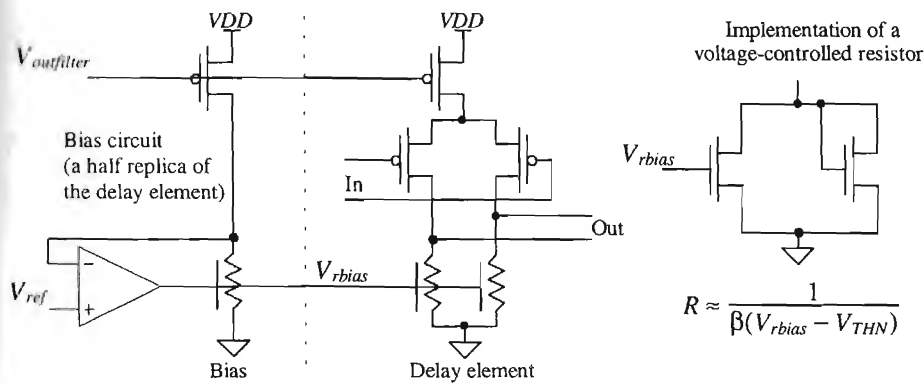 VDD
VDD
Implementation of a
voltage-controlled resistor
Voutfilter
Bias circuit
(a half replica of
the delay element)
In
Vrbias
Out
Vref
-
+
Vrbias
R ≈ 1 / β(Vrbias − VTHN)
Bias
Delay element